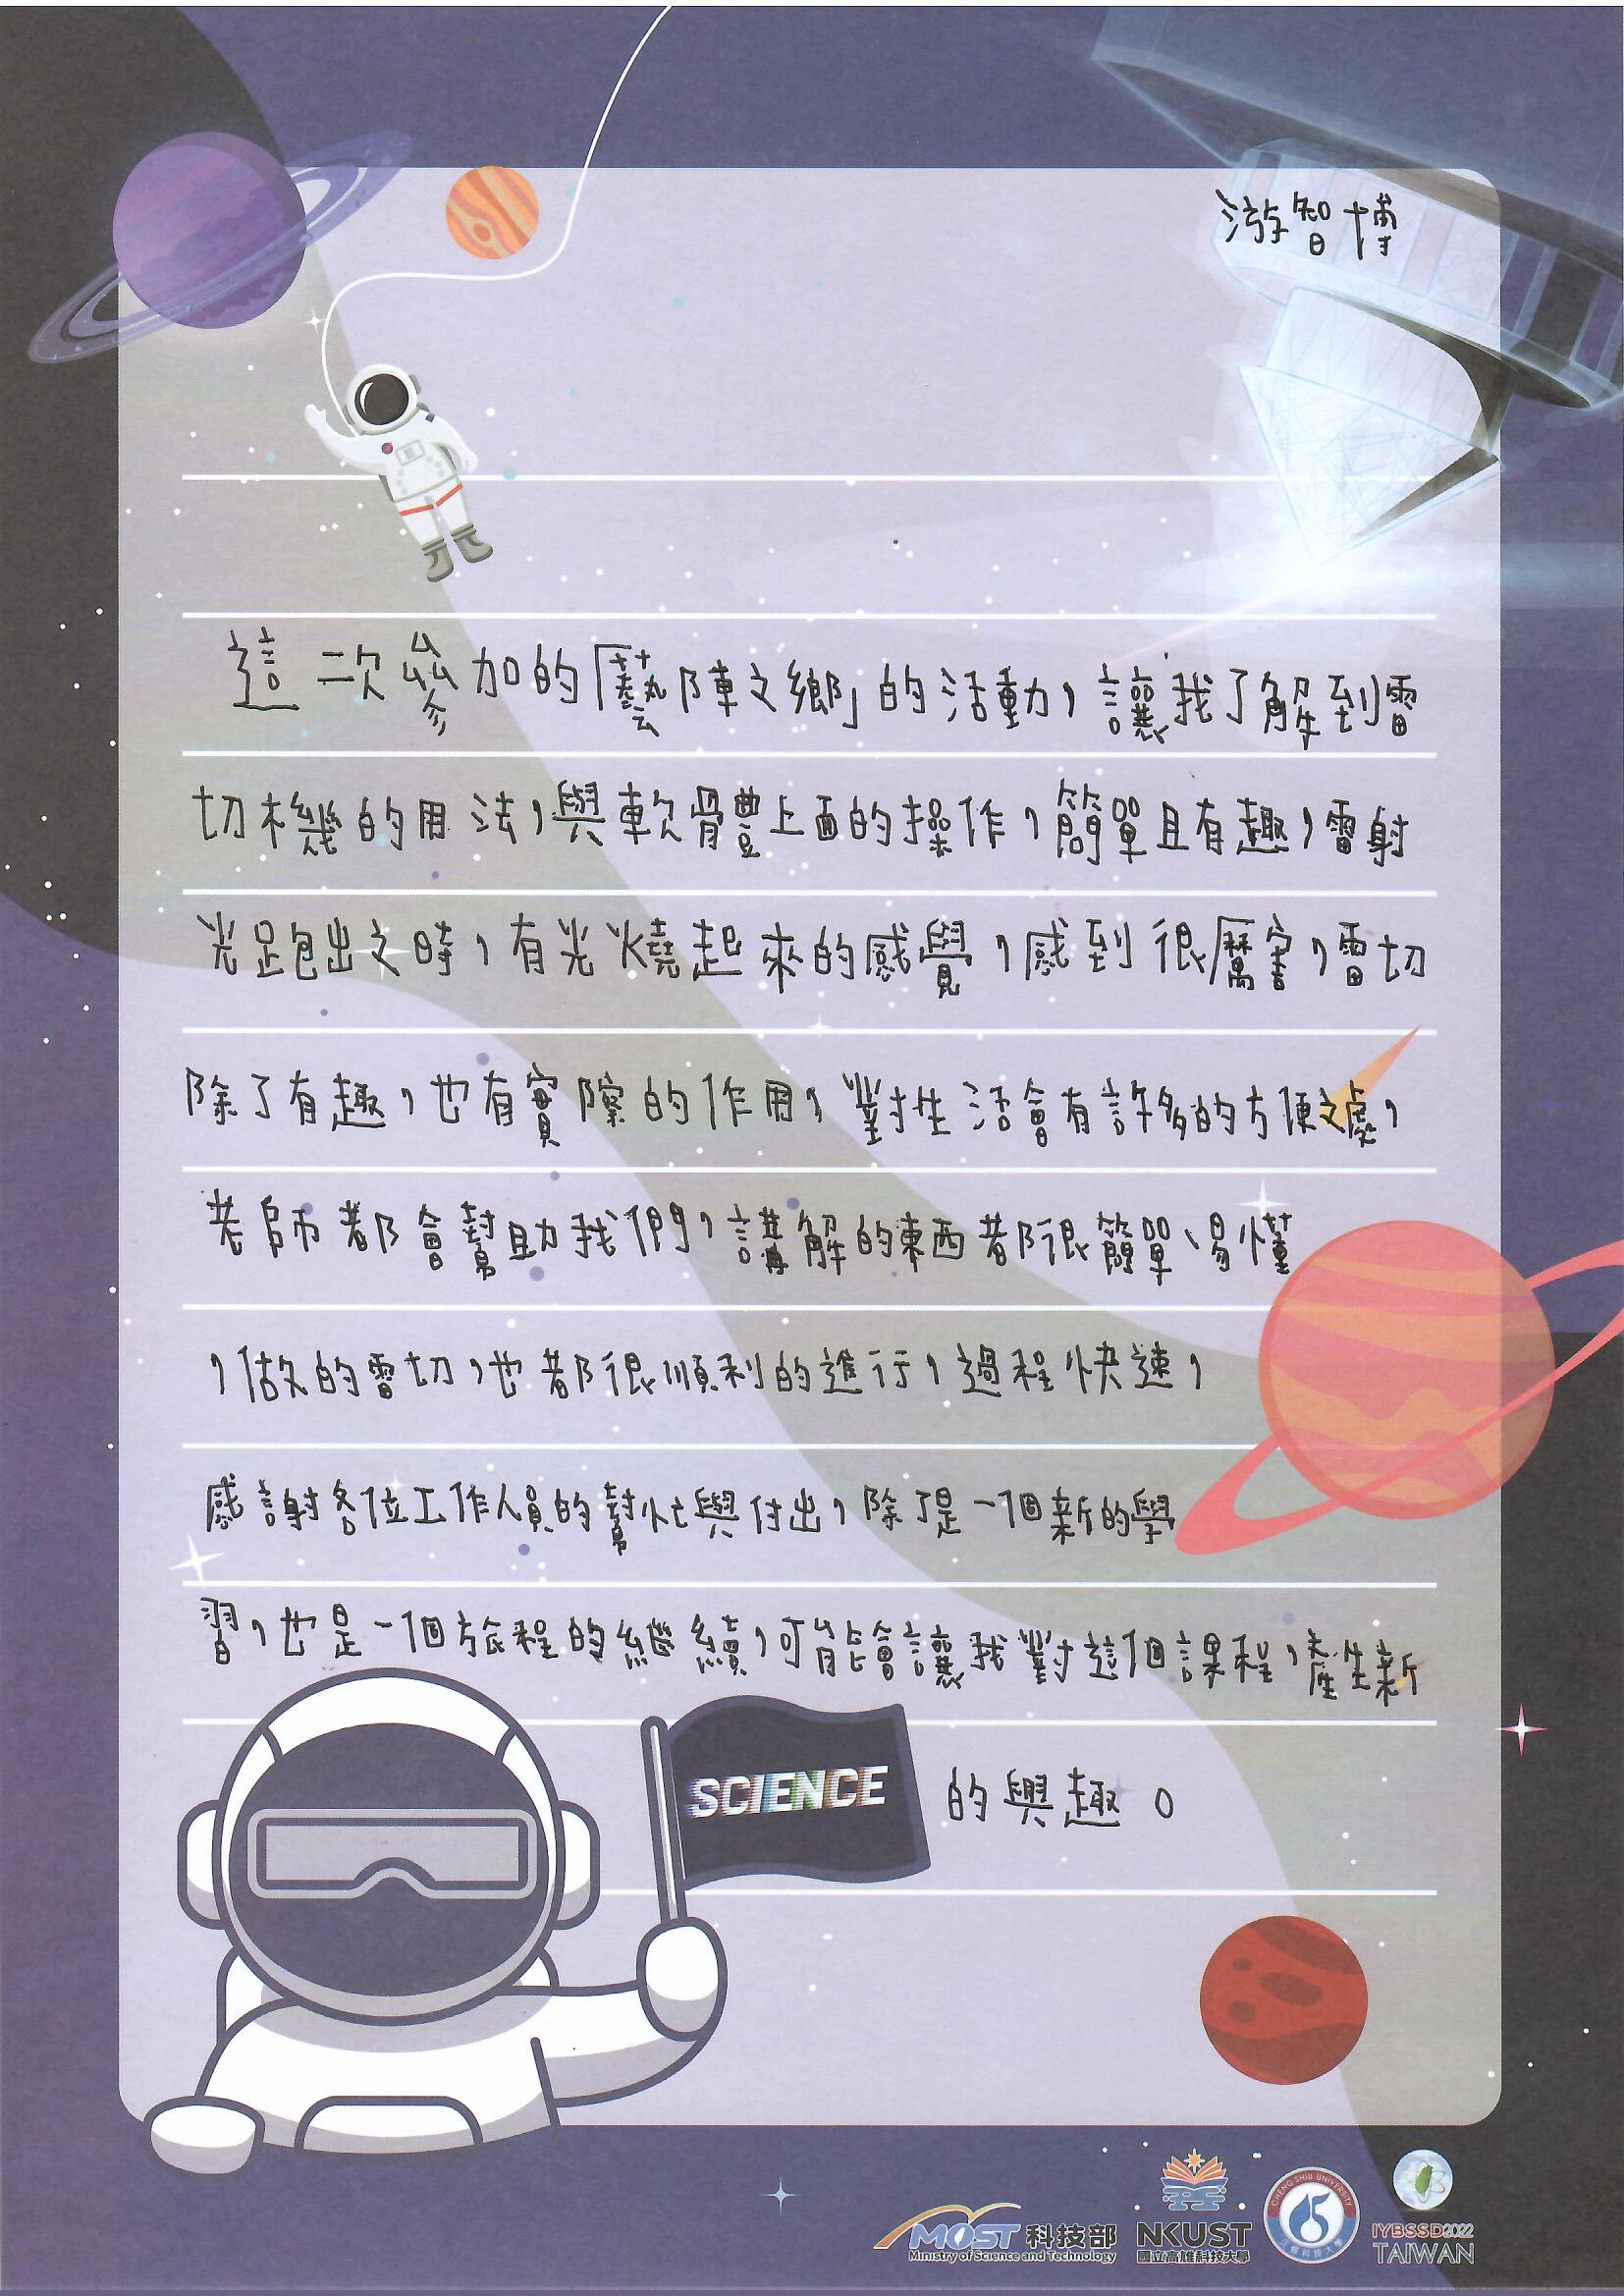 游智博
這二次參加的「藝陣之鄉」的活動，讓我了解到雷
切機的用法，與軟體上面的操作，簡單且有趣，雷射
光跑出之時，有光火燒起來的感覺，感到很厲害，雷切
除了有趣，也有實際的作用，對生活會有許多的方便之處，
老師都會幫助我們，講解的東西都很簡單、易懂
，做的雷切，也都很順利的進行，過程快速，
感謝各位工作人員的幫忙與付出，除了是一個新的學
習，也是一個旅程的繼續，可能會讓我對這個課程，產生新
SCIENCE 的興趣。
MOST 科技部
Ministry of Science and Technology
NKUST
國立高雄科技大學
CHENG SHIU UNIVERSITY
正修科技大學
IYBSSD2022
TAIWAN